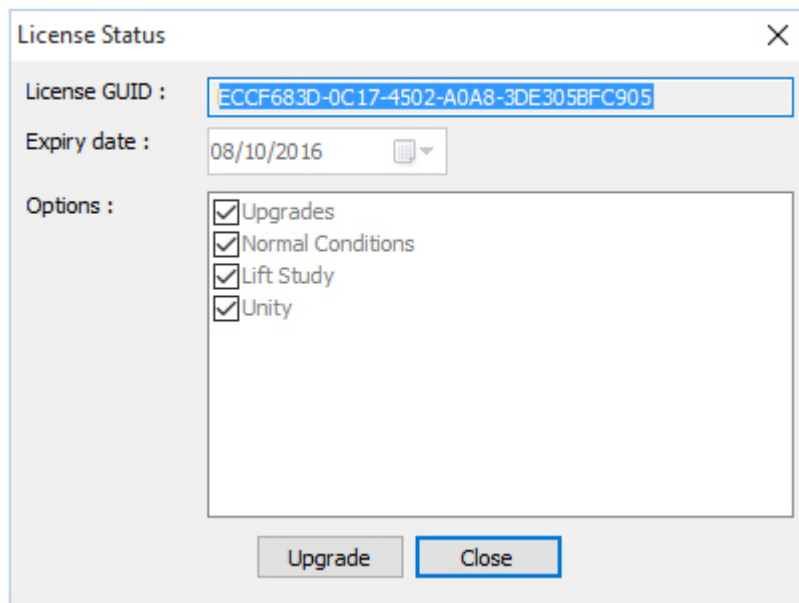 License Status
License GUID : ECCF683D-0C17-4502-A0A8-3DE305BFC905
Expiry date : 08/10/2016
Options :
Upgrades
Normal Conditions
Lift Study
Unity
Upgrade Close